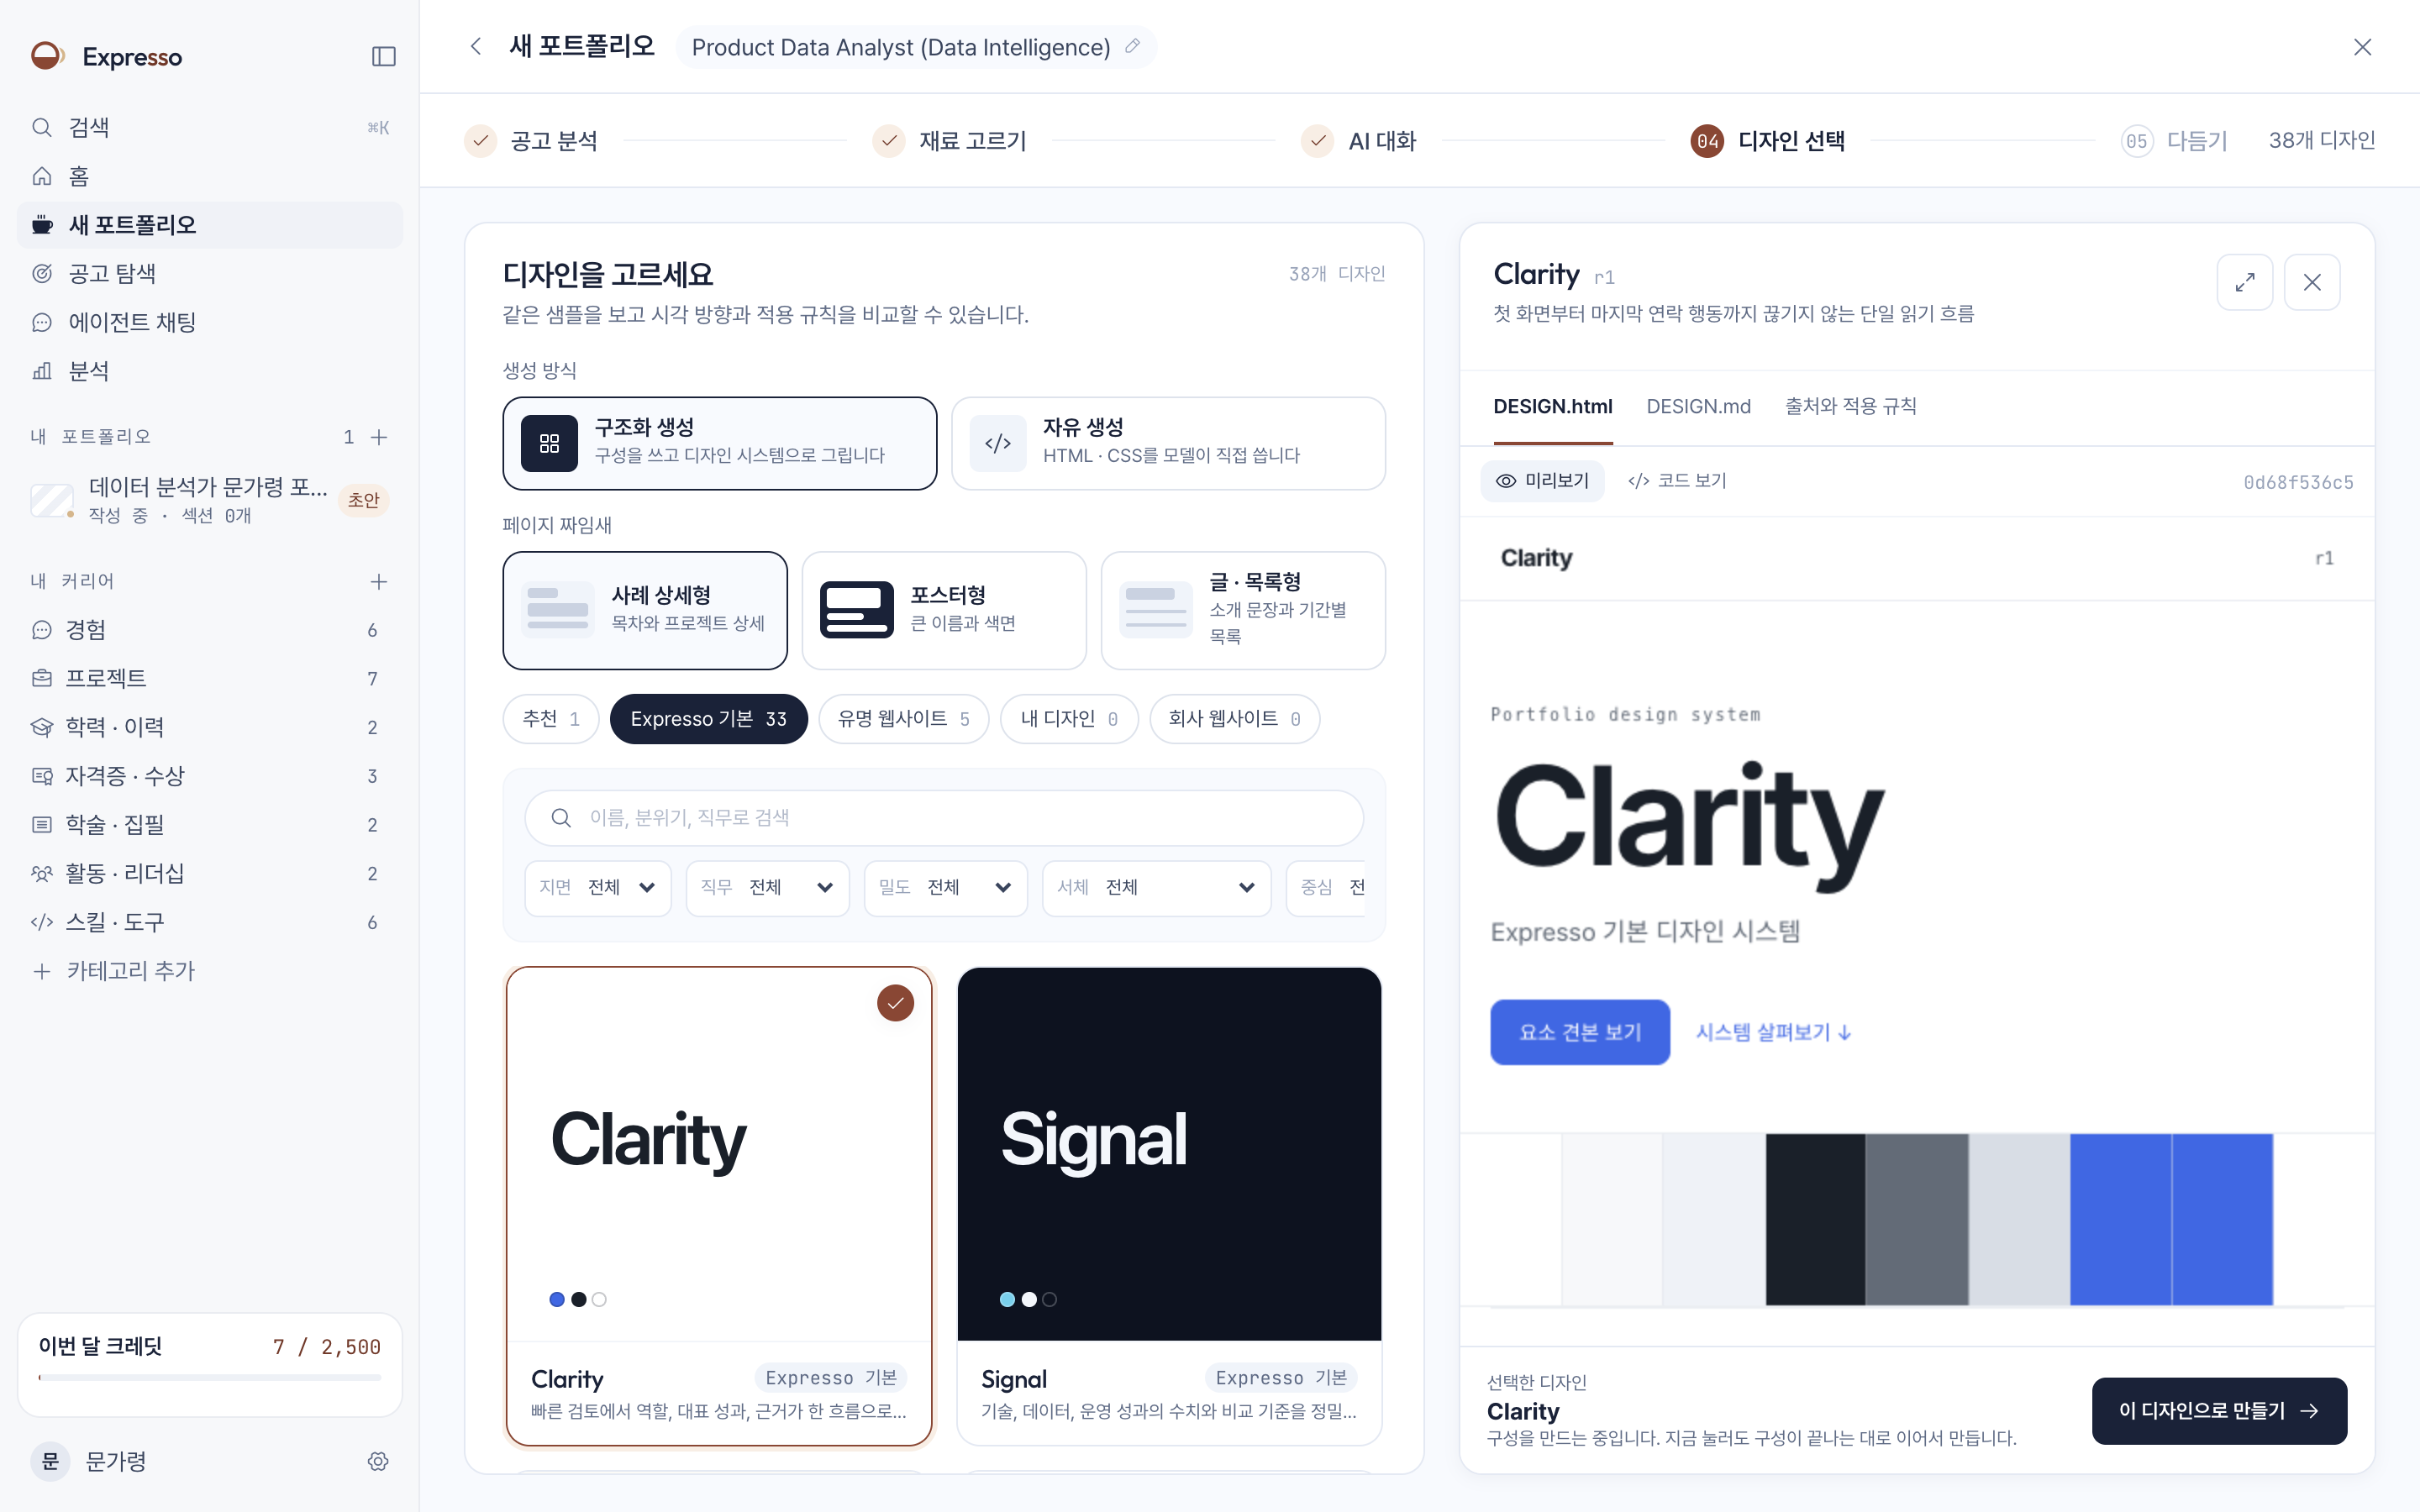 Expresso
검색 ⌘K
홈
새 포트폴리오
공고 탐색
에이전트 채팅
분석
내 포트폴리오 1
데이터 분석가 문가령 포... 초안
작성 중 · 섹션 0개
내 커리어
경험 6
프로젝트 7
학력 · 이력 2
자격증 · 수상 3
학술 · 집필 2
활동 · 리더십 2
스킬 · 도구 6
카테고리 추가
이번 달 크레딧 7 / 2,500
문 문가령
새 포트폴리오 Product Data Analyst (Data Intelligence)
공고 분석 재료 고르기 AI 대화 04 디자인 선택 05 다듬기 38개 디자인
디자인을 고르세요 38개 디자인
같은 샘플을 보고 시각 방향과 적용 규칙을 비교할 수 있습니다.
생성 방식
구조화 생성
구성을 쓰고 디자인 시스템으로 그립니다
자유 생성
HTML · CSS를 모델이 직접 씁니다
페이지 짜임새
사례 상세형
목차와 프로젝트 상세
포스터형
큰 이름과 색면
글 · 목록형
소개 문장과 기간별
목록
추천 1 Expresso 기본 33 유명 웹사이트 5 내 디자인 0 회사 웹사이트 0
이름, 분위기, 직무로 검색
지면 전체 직무 전체 밀도 전체 서체 전체 중심 전
Clarity
Clarity Expresso 기본
빠른 검토에서 역할, 대표 성과, 근거가 한 흐름으로...
Signal
Signal Expresso 기본
기술, 데이터, 운영 성과의 수치와 비교 기준을 정밀...
Clarity r1
첫 화면부터 마지막 연락 행동까지 끊기지 않는 단일 읽기 흐름
DESIGN.html DESIGN.md 출처와 적용 규칙
미리보기 </> 코드 보기 0d68f536c5
Clarity r1
Portfolio design system
Clarity
Expresso 기본 디자인 시스템
요소 견본 보기 시스템 살펴보기 ↓
선택한 디자인
Clarity
구성을 만드는 중입니다. 지금 눌러도 구성이 끝나는 대로 이어서 만듭니다.
이 디자인으로 만들기 →